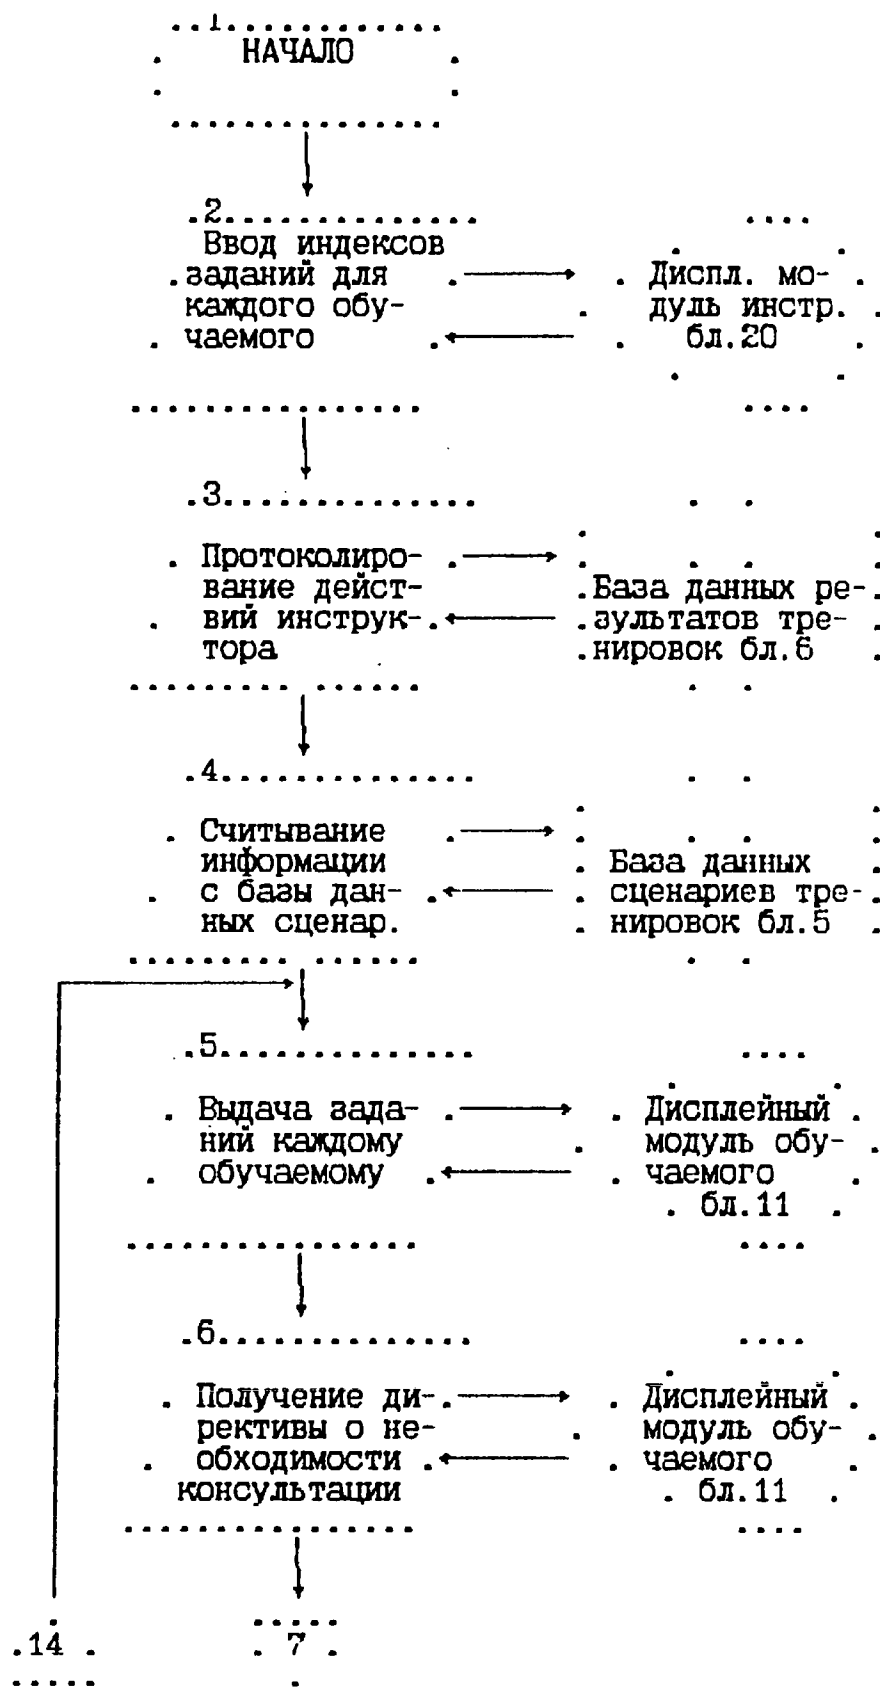 1
НАЧАЛО
2
Ввод индексов
заданий для
каждого обу-
чаемого
Диспл. мо-
дуль инстр.
бл.20
3
Протоколиро-
вание дейст-
вий инструк-
тора
База данных ре-
зультатов тре-
нировок бл.6
4
Считывание
информации
с базы дан-
ных сценар.
База данных
сценариев тре-
нировок бл.5
5
Выдача зада-
ний каждому
обучаемому
Дисплейный
модуль обу-
чаемого
бл.11
6
Получение ди-
рективы о не-
обходимости
консультации
Дисплейный
модуль обу-
чаемого
бл.11
14
7